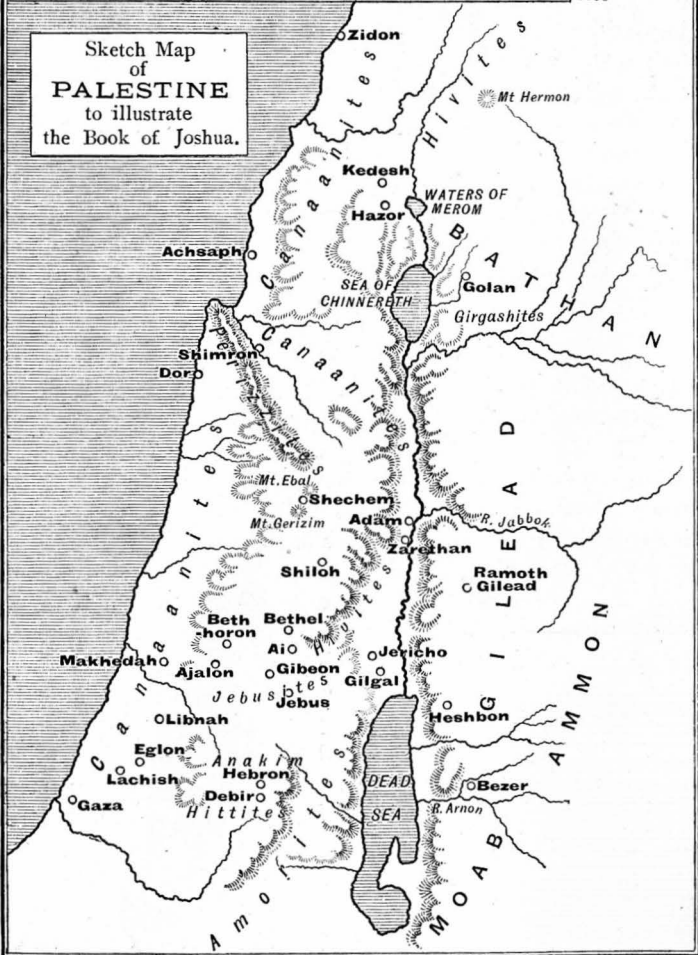 Sketch Map
of
PALESTINE
to illustrate
the Book of Joshua.
Zidon
Canaanites
Hivites
Mt Hermon
Kedesh
Hazor
WATERS OF
MEROM
Achsaph
BATHAN
SEA OF
CHINNERETH
Golan
Girgashites
Shimron
Perizzites
Canaanites
Dor
GILEAD
Mt. Ebal
Shechem
Mt. Gerizim
Adam
R. Jabbok
Zarethan
Shiloh
Ramoth
Gilead
Canaanites
Hivites
Beth
-horon
Bethel
Ai
AMMON
Makhedah
Ajalon
Gibeon
Jericho
Gilgal
Jebusites
Jebus
Libnah
Heshbon
Eglon
Lachish
Anakim
Hebron
Debir
Hittite
Gaza
DEAD
SEA
Bezer
R. Arnon
Amorites
MOAB